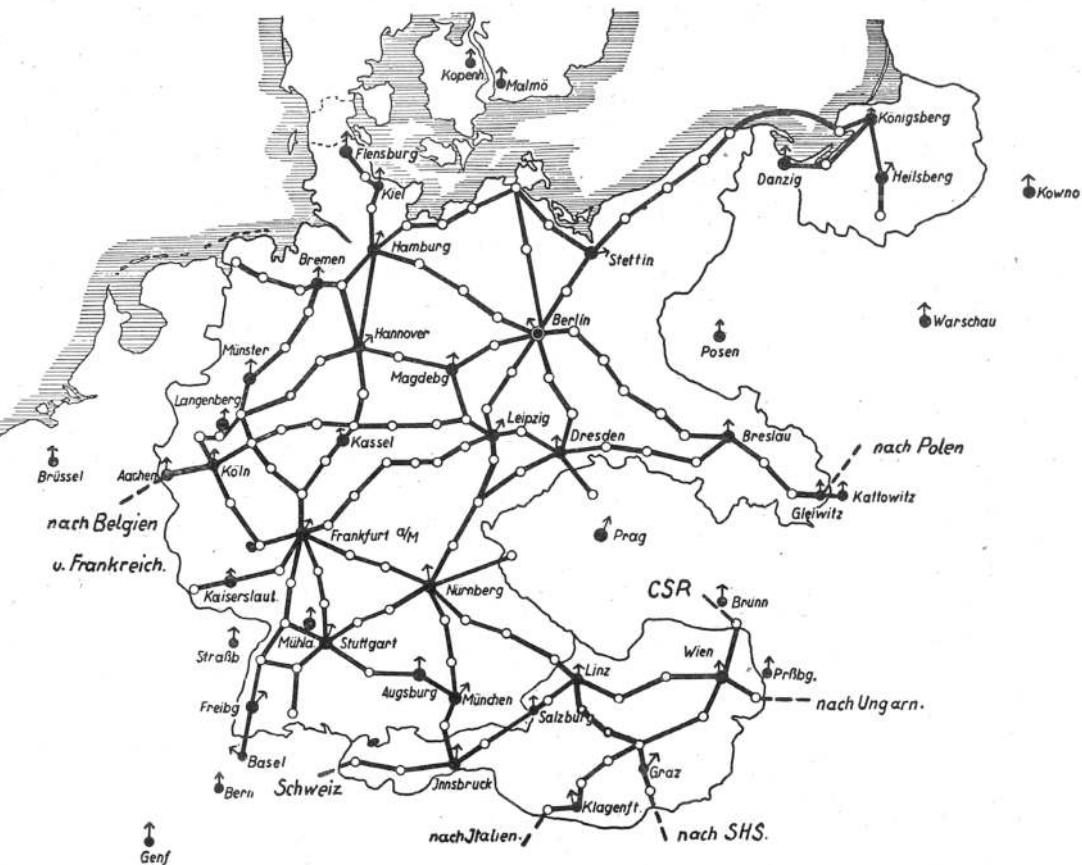 Kopenh.
Malmö
Flensburg
Kiel
Königsberg
Danzig
Heilsberg
Kowno
Hamburg
Stettin
Bremen
Hannover
Berlin
Warschau
Posen
Münster
Magdebg
Langenberg
Leipzig
Kassel
Dresden
Breslau
nach Polen
Brüssel
Aachen
Köln
Gleiwitz
Kattowitz
nach Belgien
u. Frankreich.
Frankfurt a/M
Prag
Kaiserslaut.
Nürnberg
CSR
Brünn
Straßb
Mühla.
Stuttgart
Linz
Wien
Prßbg.
Augsburg
München
nach Ungarn.
Freibg
Salzburg
Basel
Schweiz
Innsbruck
Graz
Bern
Klagenft.
nach Italien.
nach SHS.
Genf